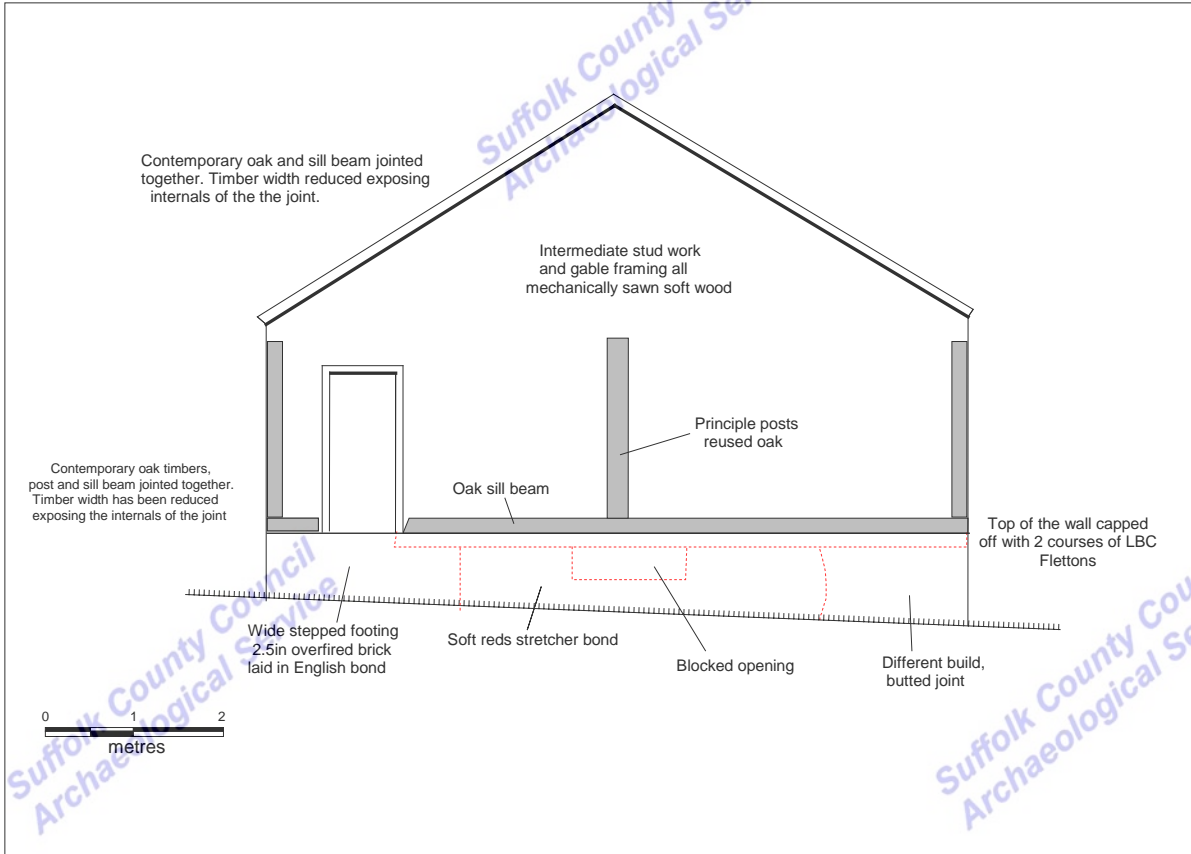 Suffolk County
Archaeological Service
Contemporary oak and sill beam jointed
together. Timber width reduced exposing
internals of the the joint.
Intermediate stud work
and gable framing all
mechanically sawn soft wood
Principle posts
reused oak
Contemporary oak timbers,
post and sill beam jointed together.
Timber width has been reduced
exposing the internals of the joint
Oak sill beam
Top of the wall capped
off with 2 courses of LBC
Flettons
Wide stepped footing
2.5in overfired brick
laid in English bond
Soft reds stretcher bond
Blocked opening
Different build,
butted joint
0 1 2
metres
Suffolk County Council
Archaeological Service
Suffolk County Cou
Archaeological Se